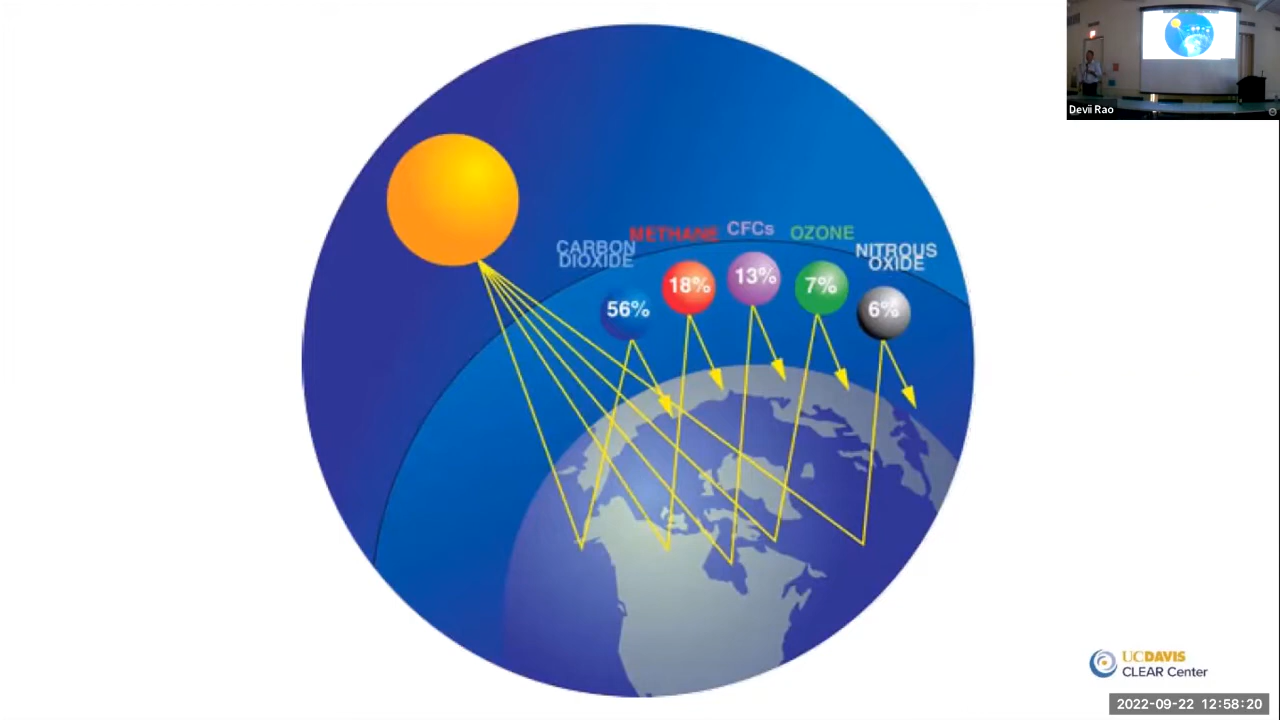 CARBON
DIOXIDE
METHANE
CFCs
OZONE
NITROUS
OXIDE
56%
18%
13%
7%
6%
Devii Rao
UCDAVIS
CLEAR Center
2022-09-22 12:58:20